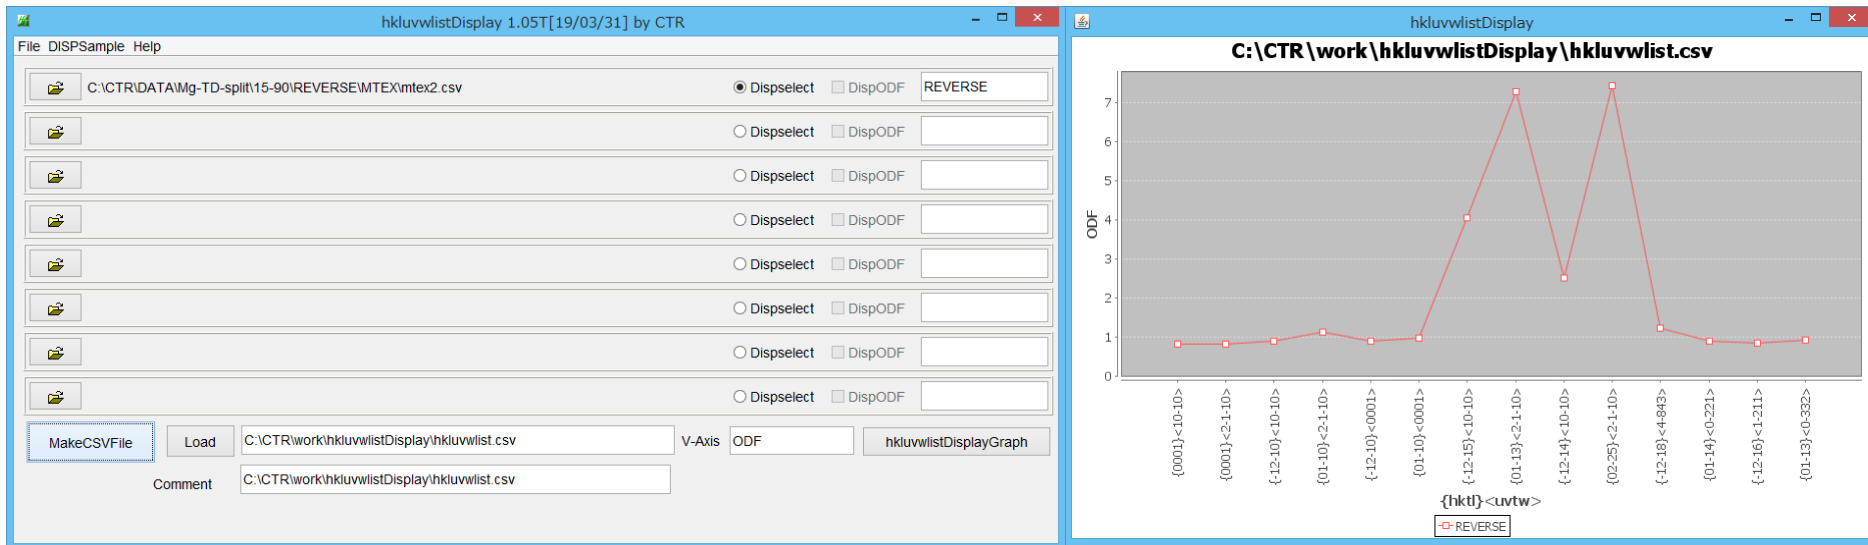 hkluvwlistDisplay 1.05T[19/03/31] by CTR
File DISPSample Help
C:\CTR\DATA\Mg-TD-split\15-90\REVERSE\MTEX\mtex2.csv Dispselect DispODF REVERSE
Dispselect DispODF
Dispselect DispODF
Dispselect DispODF
Dispselect DispODF
Dispselect DispODF
Dispselect DispODF
Dispselect DispODF
MakeCSVFile Load C:\CTR\work\hkluvwlistDisplay\hkluvwlist.csv V-Axis ODF hkluvwlistDisplayGraph
Comment C:\CTR\work\hkluvwlistDisplay\hkluvwlist.csv
hkluvwlistDisplay
C:\CTR\work\hkluvwlistDisplay\hkluvwlist.csv
7
6
5
4
3
2
1
0
ODF
{0001}<10-10>
{0001}<2-1-10>
{-12-10}<10-10>
{01-10}<2-1-10>
{-12-10}<0001>
{01-10}<0001>
{-12-15}<10-10>
{01-13}<2-1-10>
{-12-14}<10-10>
{02-25}<2-1-10>
{-12-18}<4-843>
{01-14}<0-221>
{-12-16}<1-211>
{01-13}<0-332>
{hktl}<uvtw>
REVERSE